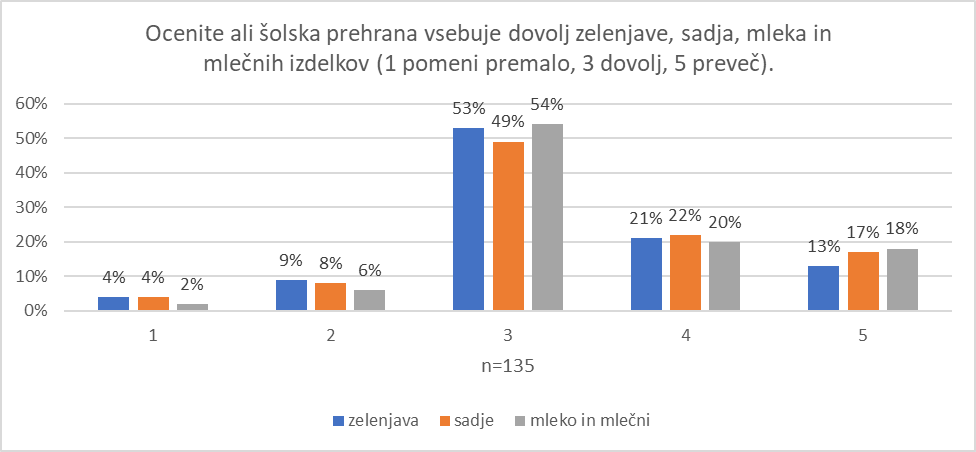 Ocenite ali šolska prehrana vsebuje dovolj zelenjave, sadja, mleka in
mlečnih izdelkov (1 pomeni premalo, 3 dovolj, 5 preveč).
60%
50%
40%
30%
20%
10%
0%
4% 4% 2%
9% 8% 6%
53% 49% 54%
21% 22% 20%
13% 17% 18%
1 2 3 4 5
n=135
zelenjava sadje mleko in mlečni